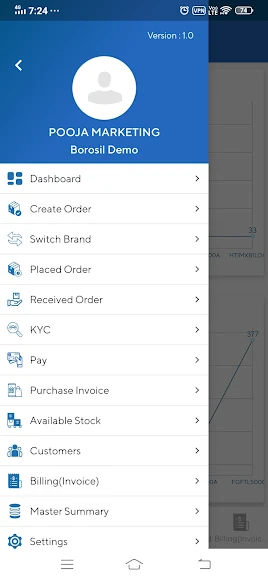 4G 7:24 ...
VPN VoLTE 74
Version : 1.0
POOJA MARKETING
Borosil Demo
Dashboard
Create Order
Switch Brand
Placed Order
33
Received Order
KYC
377
Pay
Purchase Invoice
Available Stock
Customers
Billing(Invoice)
Master Summary
Billing(Invoic.
Settings